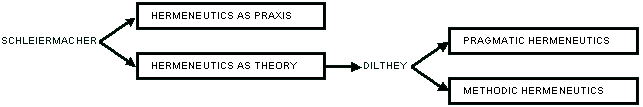 HERMENEUTICS AS PRAXIS
SCHLEIERMACHER
HERMENEUTICS AS THEORY
DILTHEY
PRAGMATIC HERMENEUTICS
METHODIC HERMENEUTICS